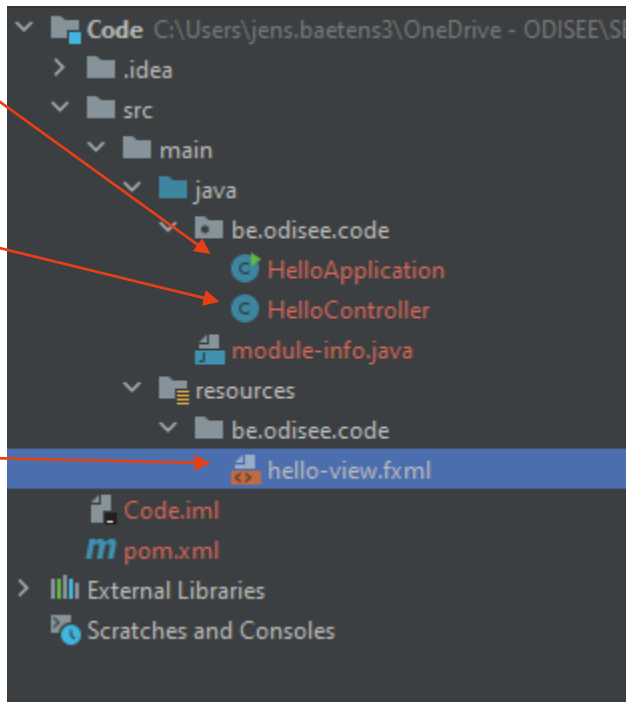 Code C:\Users\jens.baetens3\OneDrive - ODISEE\SE
.idea
src
main
java
be.odisee.code
HelloApplication
HelloController
module-info.java
resources
be.odisee.code
hello-view.fxml
Code.iml
pom.xml
External Libraries
Scratches and Consoles